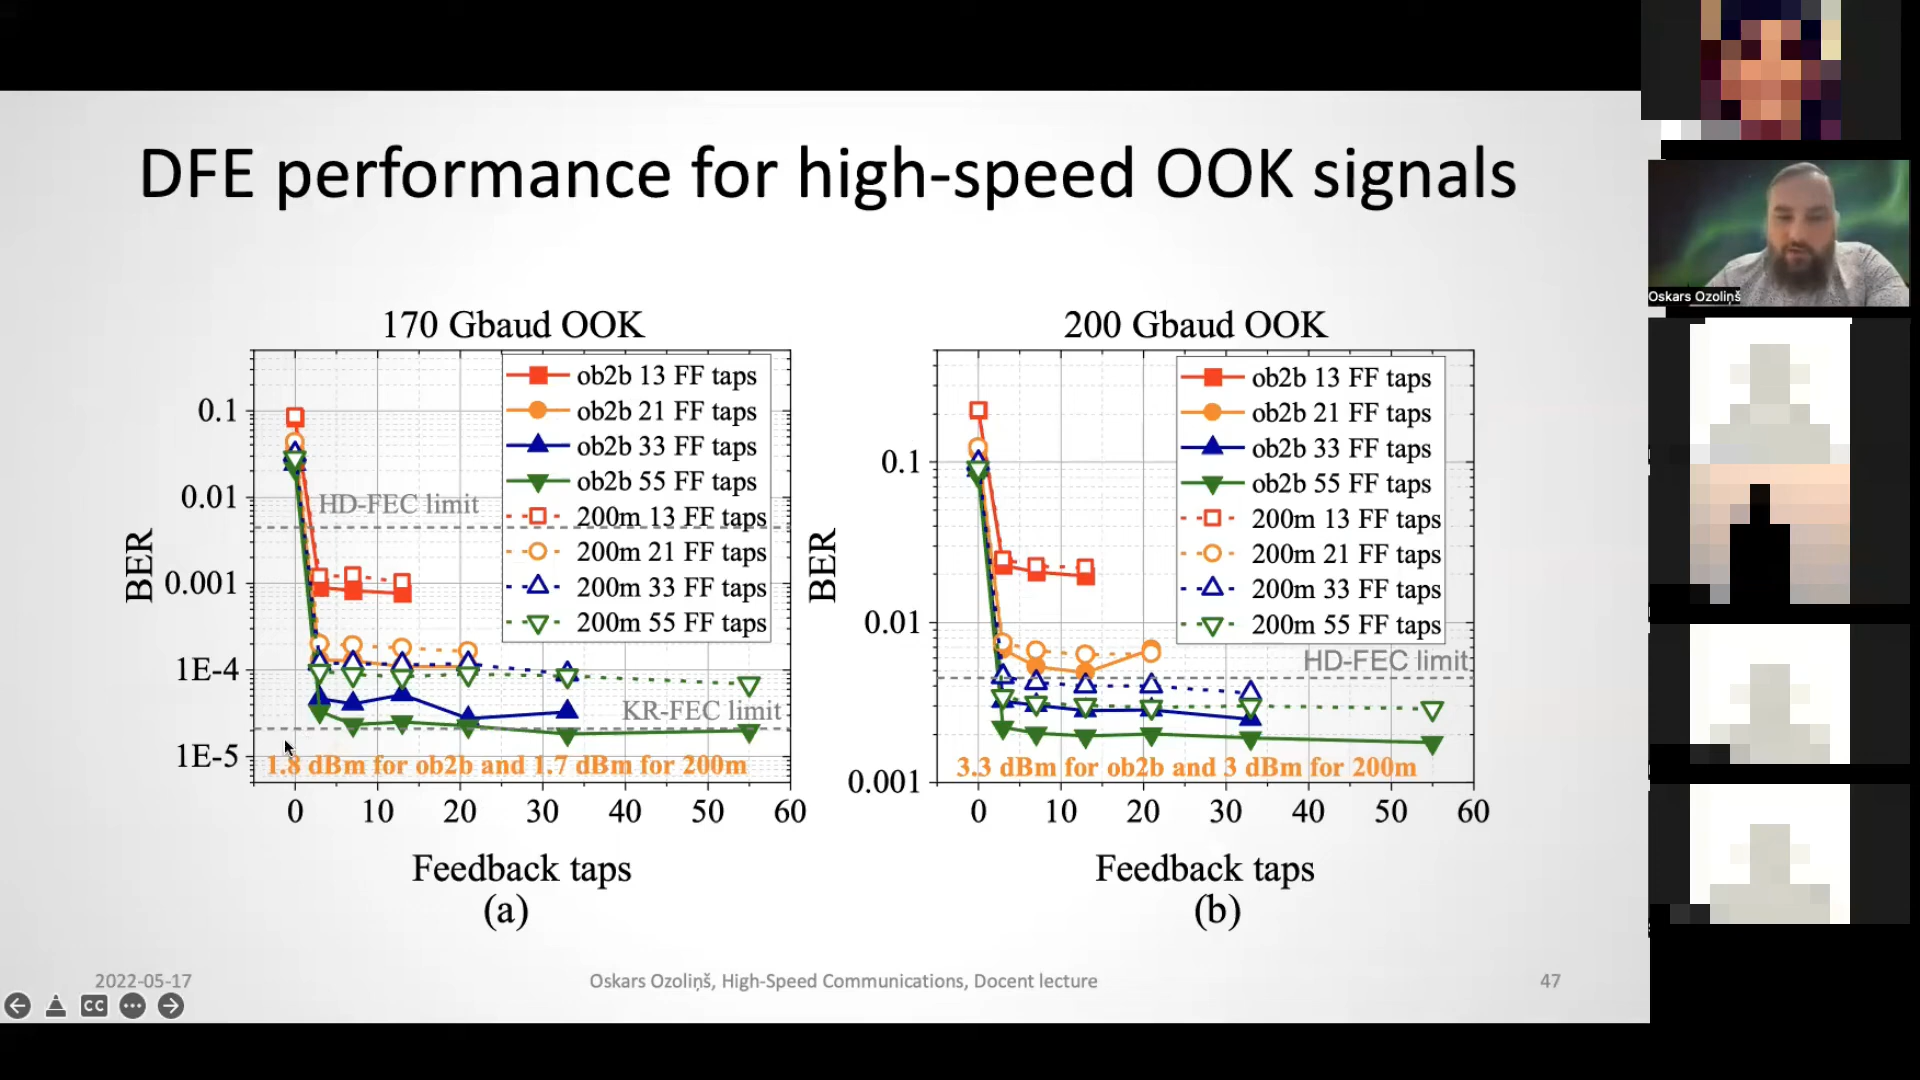 DFE performance for high-speed OOK signals
170 Gbaud OOK
BER
0.1
0.01
0.001
1E-4
1E-5
ob2b 13 FF taps
ob2b 21 FF taps
ob2b 33 FF taps
ob2b 55 FF taps
200m 13 FF taps
200m 21 FF taps
200m 33 FF taps
200m 55 FF taps
HD-FEC limit
KR-FEC limit
1.8 dBm for ob2b and 1.7 dBm for 200m
0 10 20 30 40 50 60
Feedback taps
(a)
200 Gbaud OOK
BER
0.1
0.01
0.001
ob2b 13 FF taps
ob2b 21 FF taps
ob2b 33 FF taps
ob2b 55 FF taps
200m 13 FF taps
200m 21 FF taps
200m 33 FF taps
200m 55 FF taps
HD-FEC limit
3.3 dBm for ob2b and 3 dBm for 200m
0 10 20 30 40 50 60
Feedback taps
(b)
2022-05-17
Oskars Ozoliņš, High-Speed Communications, Docent lecture
47
CC
Oskars Ozoliņš